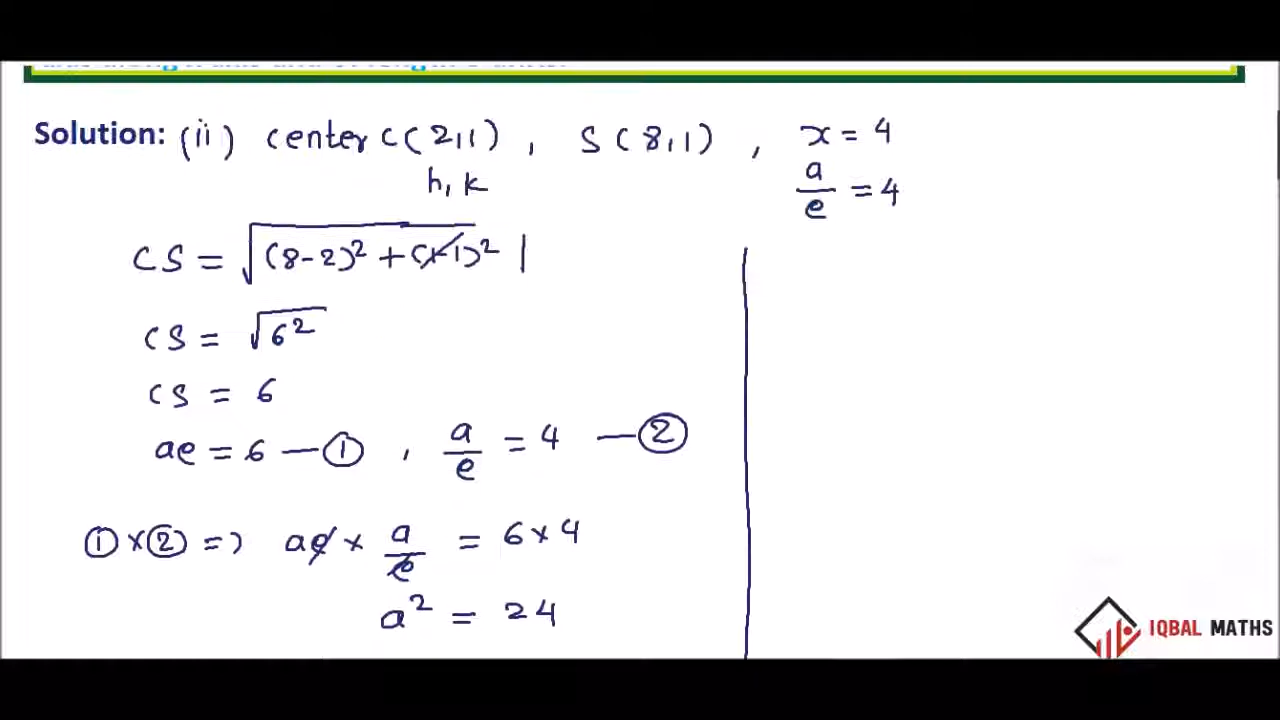 Solution: (ii) center C(2,1) , S(8,1) , x = 4
h, k
a/e = 4
CS = √((8-2)² + (1-1)²) |
CS = √6²
CS = 6
ae = 6 — ① , a/e = 4 — ②
① × ② => ae × a/e = 6 × 4
a² = 24
IQBAL MATHS